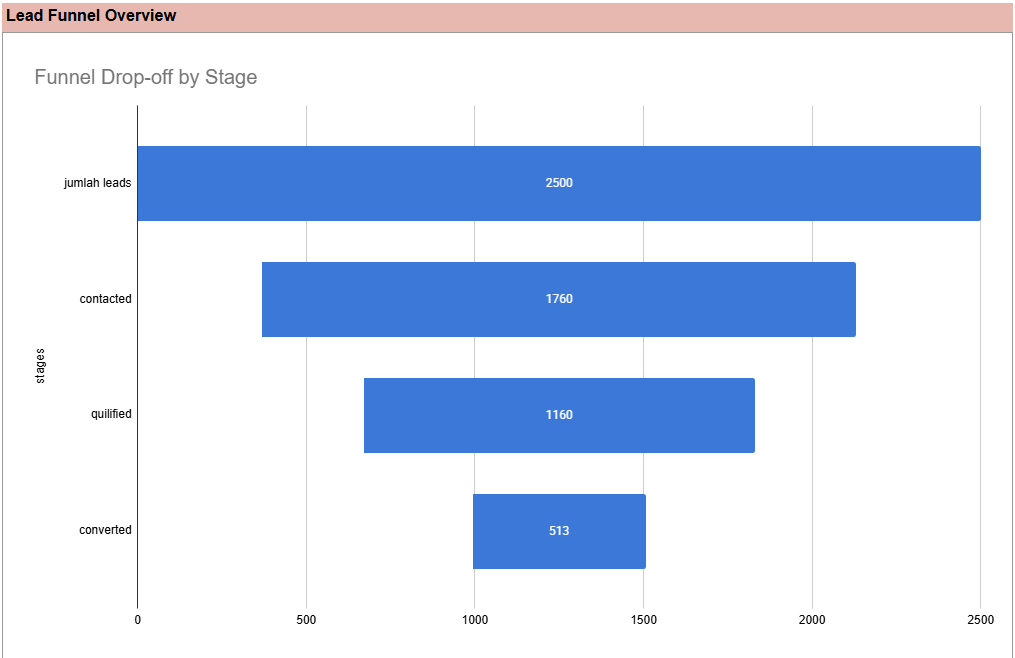 Lead Funnel Overview
Funnel Drop-off by Stage
jumlah leads
2500
contacted
1760
stages
quilified
1160
converted
513
0 500 1000 1500 2000 2500